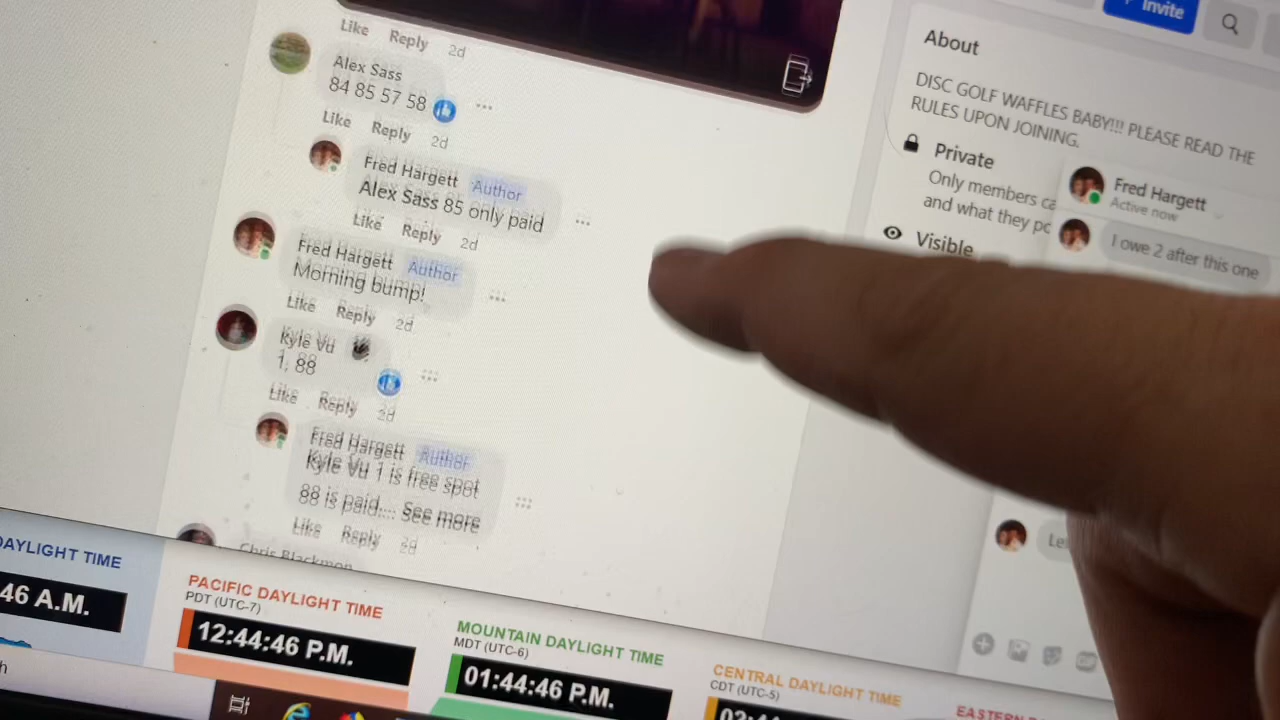 Like Reply 2d
Alex Sass
84 85 57 58
Like Reply 2d
Fred Hargett Author
Alex Sass 85 only paid
Like Reply 2d
Fred Hargett Author
Morning bump!
Like Reply 2d
Kyle Vu
1, 88
Like Reply 2d
Fred Hargett Author
Kyle Vu 1 is free spot
88 is paid.... See more
Like Reply 2d
Chris Blackmon
Invite
About
DISC GOLF WAFFLES BABY!!! PLEASE READ THE
RULES UPON JOINING.
Private
Only members
and what they
Visible
Fred Hargett
Active now
I owe 2 after this one
DAYLIGHT TIME
46 A.M.
PACIFIC DAYLIGHT TIME
PDT (UTC-7)
12:44:46 P.M.
MOUNTAIN DAYLIGHT TIME
MDT (UTC-6)
01:44:46 P.M.
CENTRAL DAYLIGHT TIME
CDT (UTC-5)